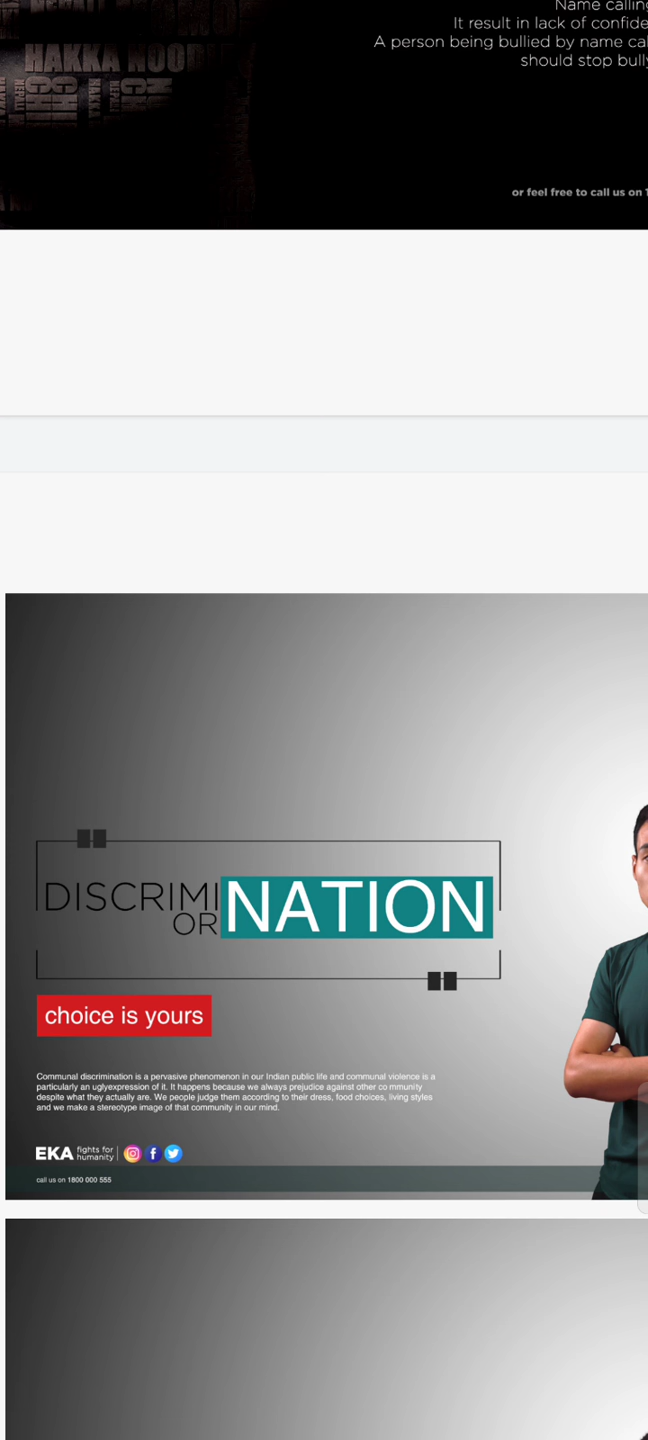 Name calling
It result in lack of confide
A person being bullied by name cal
should stop bully
HAKKA NOOD
CHI
HAKKA
NEPALI
or feel free to call us on 1
DISCRIMI
OR
NATION
choice is yours
Communal discrimination is a pervasive phenomenon in our Indian public life and communal violence is a
particularly an uglyexpression of it. It happens because we always prejudice against other co mmunity
despite what they actually are. We people judge them according to their dress, food choices, living styles
and we make a stereotype image of that community in our mind.
EKA fights for
humanity
call us on 1800 000 555